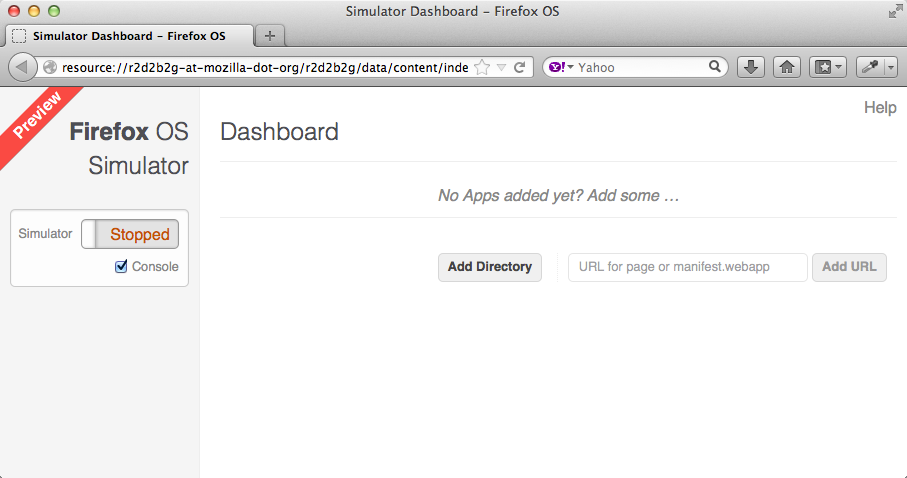 Simulator Dashboard – Firefox OS
Simulator Dashboard – Firefox OS
resource://r2d2b2g-at-mozilla-dot-org/r2d2b2g/data/content/inde
Y! Yahoo
Preview
Help
Firefox OS
Simulator
Dashboard
No Apps added yet? Add some …
Simulator Stopped
Console
Add Directory URL for page or manifest.webapp Add URL